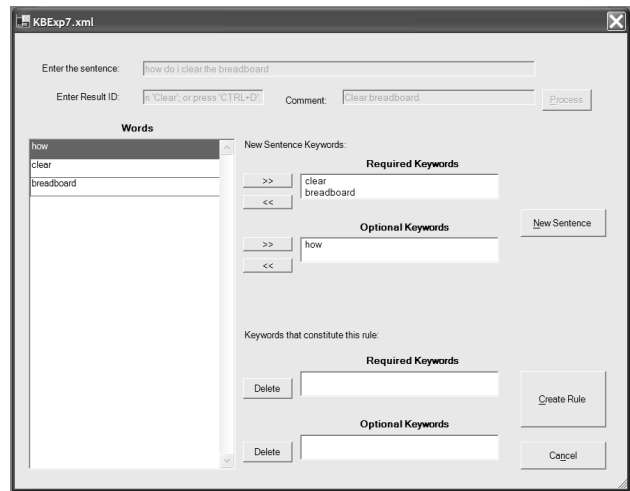 KBExp7.xml
Enter the sentence: how do i clear the breadboard
Enter Result ID: n 'Clear'; or press 'CTRL+D'. Comment: Clear breadboard. Process
Words
how
clear
breadboard
New Sentence Keywords:
Required Keywords
>> clear
breadboard
<<
New Sentence
Optional Keywords
>> how
<<
Keywords that constitute this rule:
Required Keywords
Delete
Create Rule
Optional Keywords
Delete
Cancel